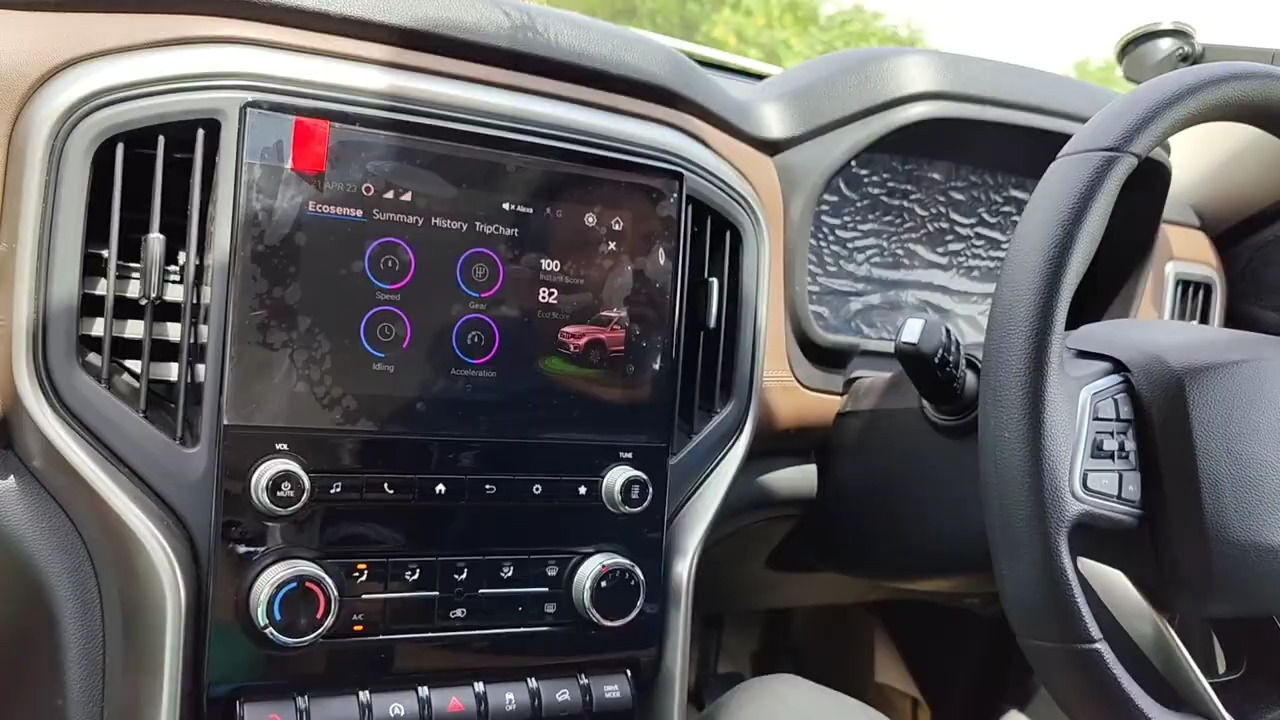 21 APR 23
Alexa
G
Ecosense Summary History TripChart
Speed
Gear
100
Instant Score
82
Eco Score
Idling
Acceleration
VOL
TUNE
MUTE
A/C
OFF
DRIVE
MODE